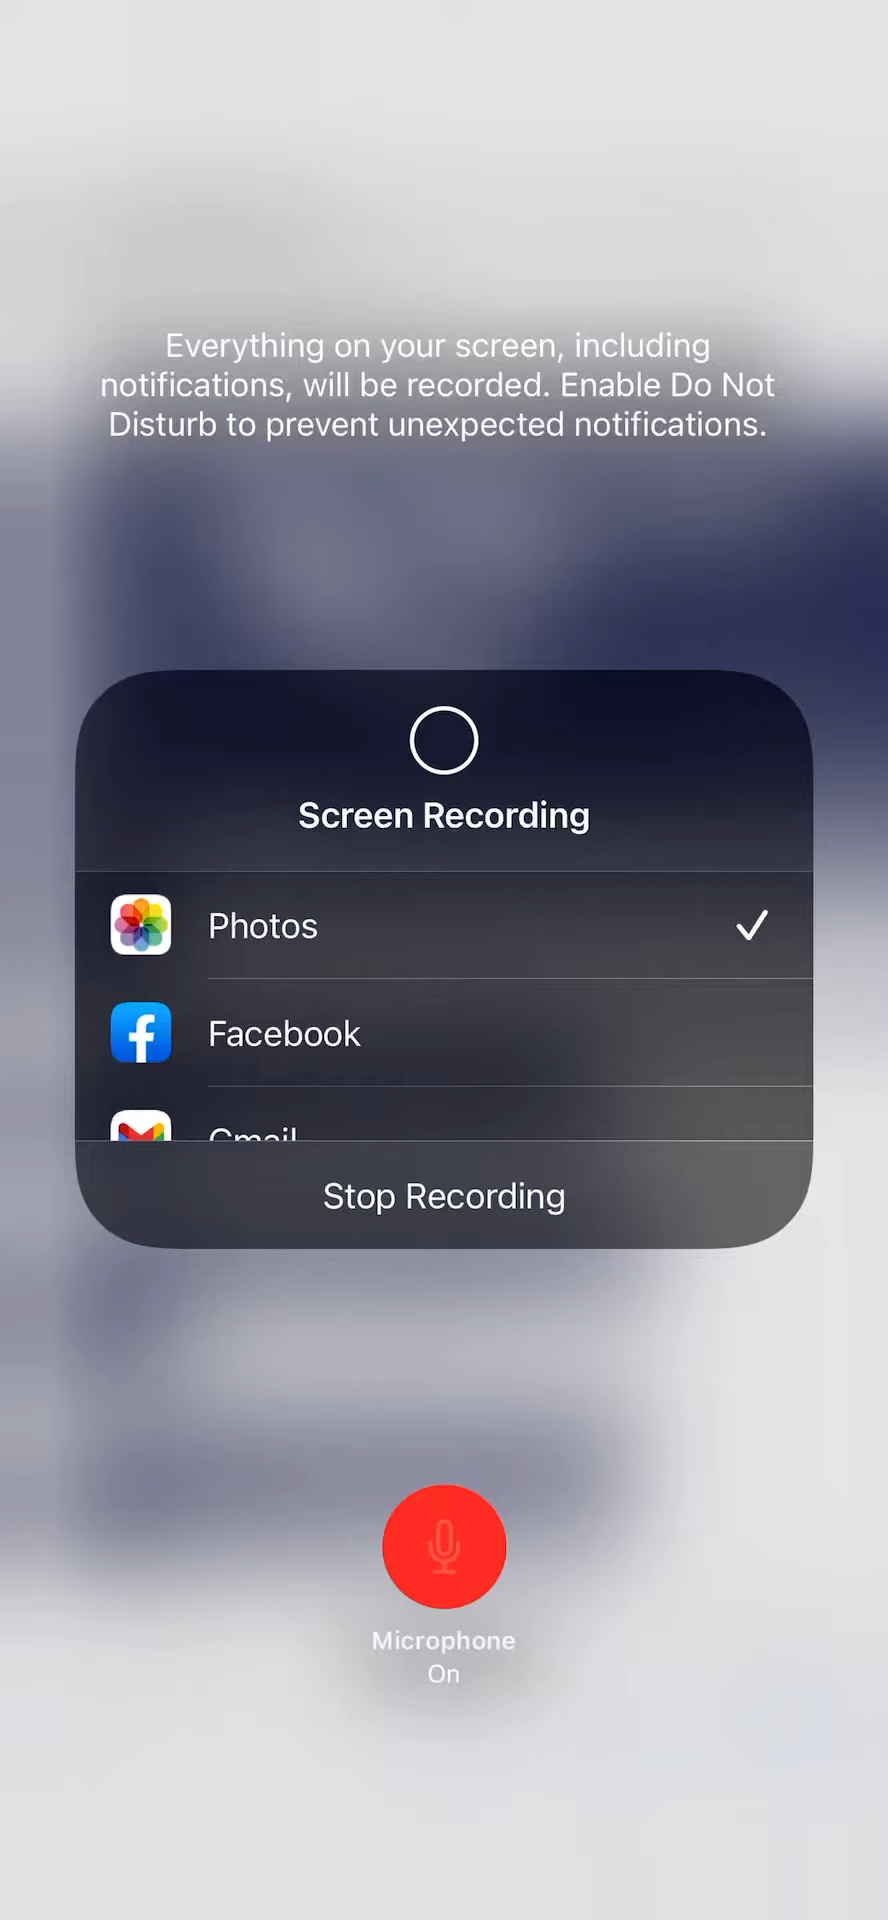 Everything on your screen, including
notifications, will be recorded. Enable Do Not
Disturb to prevent unexpected notifications.
Screen Recording
Photos
Facebook
Gmail
Stop Recording
Microphone
On